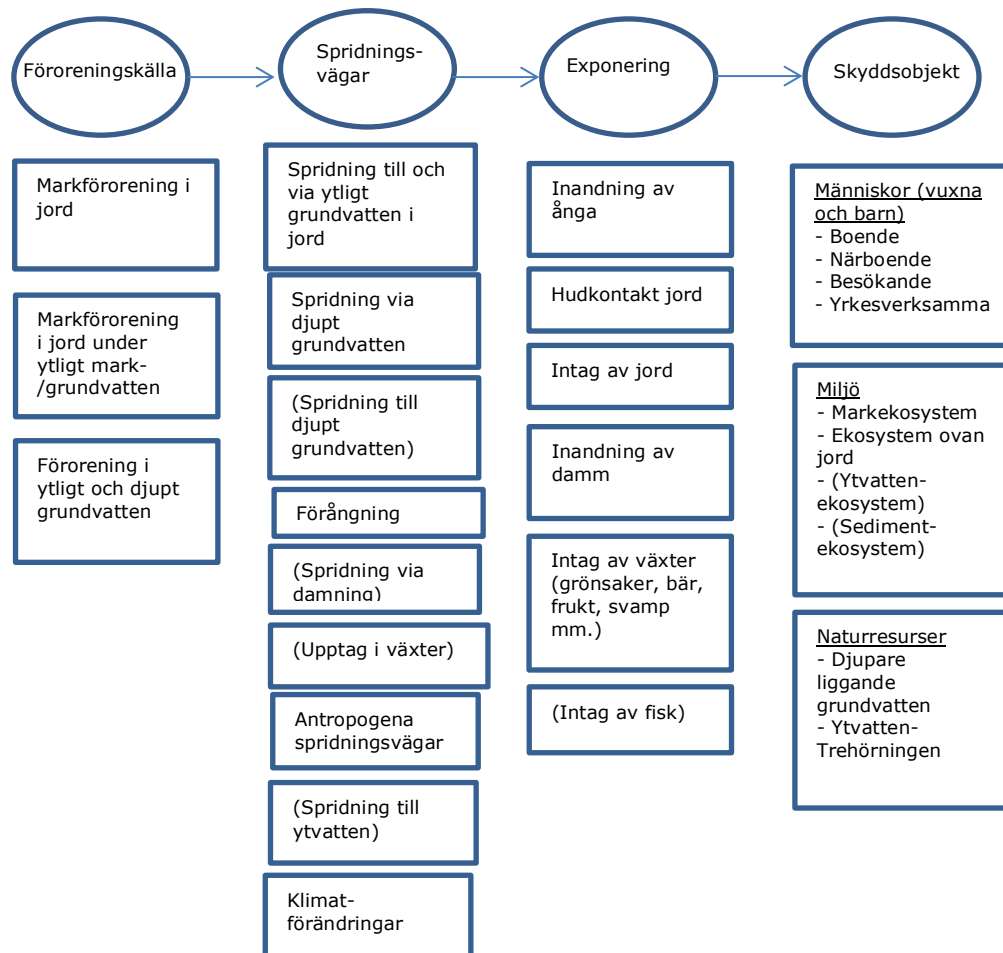 Föroreningskälla
Spridnings-
vägar
Exponering
Skyddsobjekt
Markförorening i
jord
Markförorening
i jord under
ytligt mark-
/grundvatten
Förorening i
ytligt och djupt
grundvatten
Spridning till och
via ytligt
grundvatten i
jord
Spridning via
djupt
grundvatten
(Spridning till
djupt
grundvatten)
Förångning
(Spridning via
damning)
(Upptag i växter)
Antropogena
spridningsvägar
(Spridning till
ytvatten)
Klimat-
förändringar
Inandning av
ånga
Hudkontakt jord
Intag av jord
Inandning av
damm
Intag av växter
(grönsaker, bär,
frukt, svamp
mm.)
(Intag av fisk)
Människor (vuxna
och barn)
- Boende
- Närboende
- Besökande
- Yrkesverksamma
Miljö
- Markekosystem
- Ekosystem ovan
jord
- (Ytvatten-
ekosystem)
- (Sediment-
ekosystem)
Naturresurser
- Djupare
liggande
grundvatten
- Ytvatten-
Trehörningen